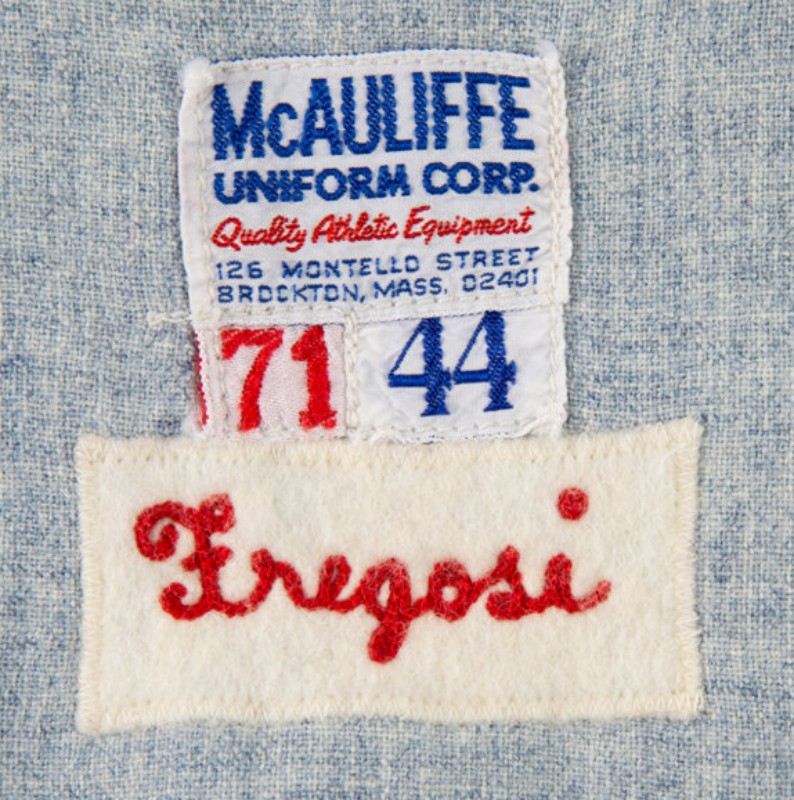 McAULIFFE
UNIFORM CORP.
Quality Athletic Equipment
126 MONTELLO STREET
BROCKTON, MASS. 02401
71 44
Fregosi